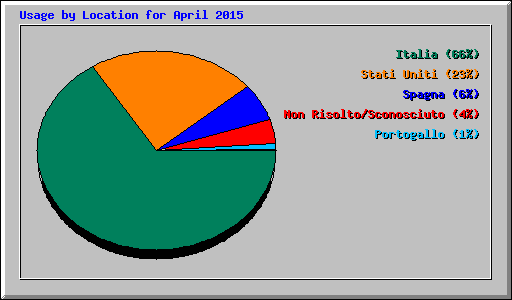 Usage by Location for April 2015
Italia (66%)
Stati Uniti (23%)
Spagna (6%)
Non Risolto/Sconosciuto (4%)
Portogallo (1%)